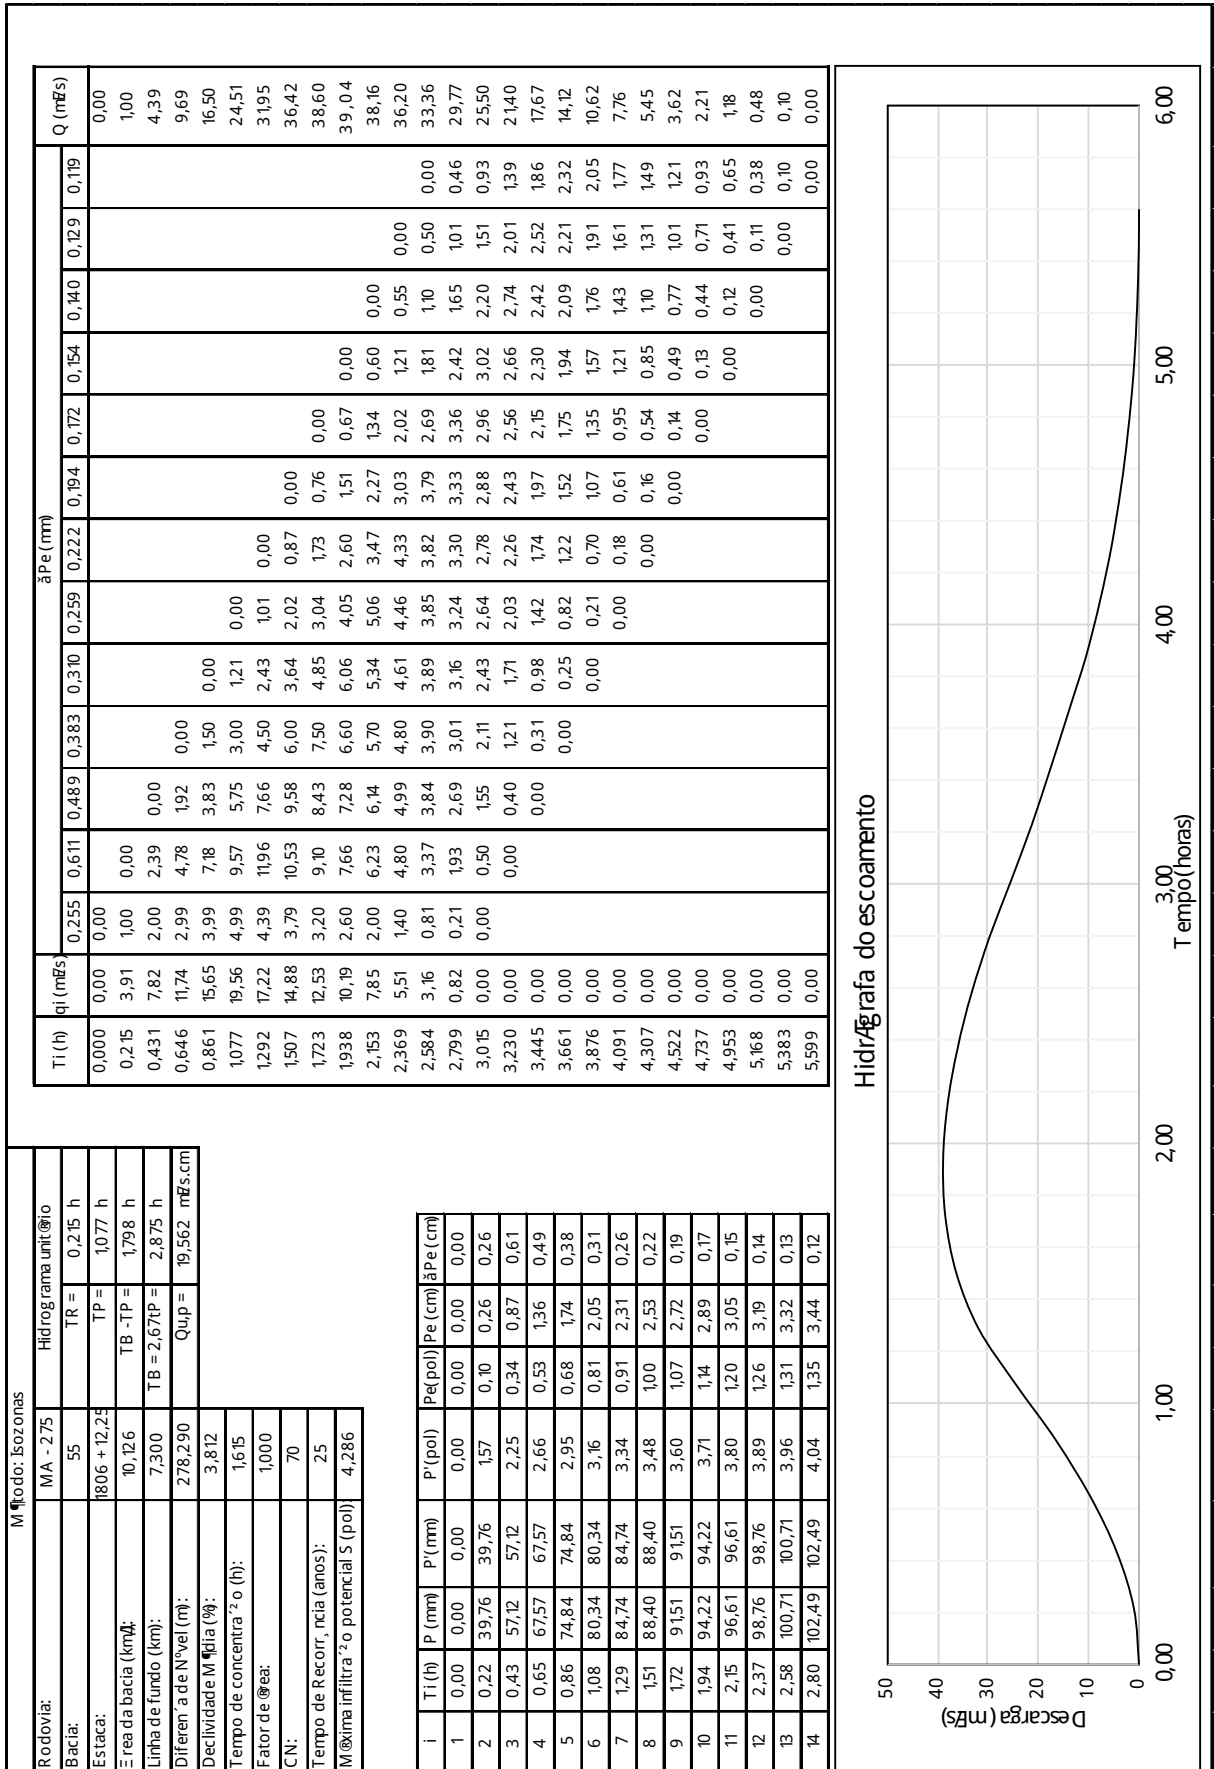 M¶todo: Isozonas
Rodovia: MA - 275 Hidrograma unit®rio
Bacia: 55 TR = 0,215 h
Estaca: 1806 + 12,25 TP = 1,077 h
Ξrea da bacia (km²): 10,126 TB - TP = 1,798 h
Linha de fundo (km): 7,300 TB = 2,67tP = 2,875 h
Diferen´a de Nºvel (m): 278,290 Qu,p = 19,562 m³/s.cm
Declividade M¶dia (%): 3,812
Tempo de concentra´²o (h): 1,615
Fator de ®rea: 1,000
CN: 70
Tempo de Recorr‚ncia (anos): 25
M®xima infiltra´²o potencial S (pol): 4,286
i Ti (h) P (mm) P'(mm) P'(pol) Pe(pol) Pe (cm) ăPe (cm)
1 0,00 0,00 0,00 0,00 0,00 0,00 0,00
2 0,22 39,76 39,76 1,57 0,10 0,26 0,26
3 0,43 57,12 57,12 2,25 0,34 0,87 0,61
4 0,65 67,57 67,57 2,66 0,53 1,36 0,49
5 0,86 74,84 74,84 2,95 0,68 1,74 0,38
6 1,08 80,34 80,34 3,16 0,81 2,05 0,31
7 1,29 84,74 84,74 3,34 0,91 2,31 0,26
8 1,51 88,40 88,40 3,48 1,00 2,53 0,22
9 1,72 91,51 91,51 3,60 1,07 2,72 0,19
10 1,94 94,22 94,22 3,71 1,14 2,89 0,17
11 2,15 96,61 96,61 3,80 1,20 3,05 0,15
12 2,37 98,76 98,76 3,89 1,26 3,19 0,14
13 2,58 100,71 100,71 3,96 1,31 3,32 0,13
14 2,80 102,49 102,49 4,04 1,35 3,44 0,12
Ti (h) qi (m³/s) ăPe (mm) Q (m³/s)
0,255 0,611 0,489 0,383 0,310 0,259 0,222 0,194 0,172 0,154 0,140 0,129 0,119
0,000 0,00 0,00 0,00
0,215 3,91 1,00 0,00 1,00
0,431 7,82 2,00 2,39 0,00 4,39
0,646 11,74 2,99 4,78 1,92 0,00 9,69
0,861 15,65 3,99 7,18 3,83 1,50 0,00 16,50
1,077 19,56 4,99 9,57 5,75 3,00 1,21 0,00 24,51
1,292 17,22 4,39 11,96 7,66 4,50 2,43 1,01 0,00 31,95
1,507 14,88 3,79 10,53 9,58 6,00 3,64 2,02 0,87 0,00 36,42
1,723 12,53 3,20 9,10 8,43 7,50 4,85 3,04 1,73 0,76 0,00 38,60
1,938 10,19 2,60 7,66 7,28 6,60 6,06 4,05 2,60 1,51 0,67 0,00 39,04
2,153 7,85 2,00 6,23 6,14 5,70 5,34 5,06 3,47 2,27 1,34 0,60 0,00 38,16
2,369 5,51 1,40 4,80 4,99 4,80 4,61 4,46 4,33 3,03 2,02 1,21 0,55 0,00 36,20
2,584 3,16 0,81 3,37 3,84 3,90 3,89 3,85 3,82 3,79 2,69 1,81 1,10 0,50 0,00 33,36
2,799 0,82 0,21 1,93 2,69 3,01 3,16 3,24 3,30 3,33 3,36 2,42 1,65 1,01 0,46 29,77
3,015 0,00 0,00 0,50 1,55 2,11 2,43 2,64 2,78 2,88 2,96 3,02 2,20 1,51 0,93 25,50
3,230 0,00 0,00 0,40 1,21 1,71 2,03 2,26 2,43 2,56 2,66 2,74 2,01 1,39 21,40
3,445 0,00 0,00 0,31 0,98 1,42 1,74 1,97 2,15 2,30 2,42 2,52 1,86 17,67
3,661 0,00 0,00 0,25 0,82 1,22 1,52 1,75 1,94 2,09 2,21 2,32 14,12
3,876 0,00 0,00 0,21 0,70 1,07 1,35 1,57 1,76 1,91 2,05 10,62
4,091 0,00 0,00 0,18 0,61 0,95 1,21 1,43 1,61 1,77 7,76
4,307 0,00 0,00 0,16 0,54 0,85 1,10 1,31 1,49 5,45
4,522 0,00 0,00 0,14 0,49 0,77 1,01 1,21 3,62
4,737 0,00 0,00 0,13 0,44 0,71 0,93 2,21
4,953 0,00 0,00 0,12 0,41 0,65 1,18
5,168 0,00 0,00 0,11 0,38 0,48
5,383 0,00 0,00 0,10 0,10
5,599 0,00 0,00 0,00
HidrÆgrafa do escoamento
Descarga (m³/s)
50
40
30
20
10
0
0,00 1,00 2,00 3,00 4,00 5,00 6,00
Tempo(horas)